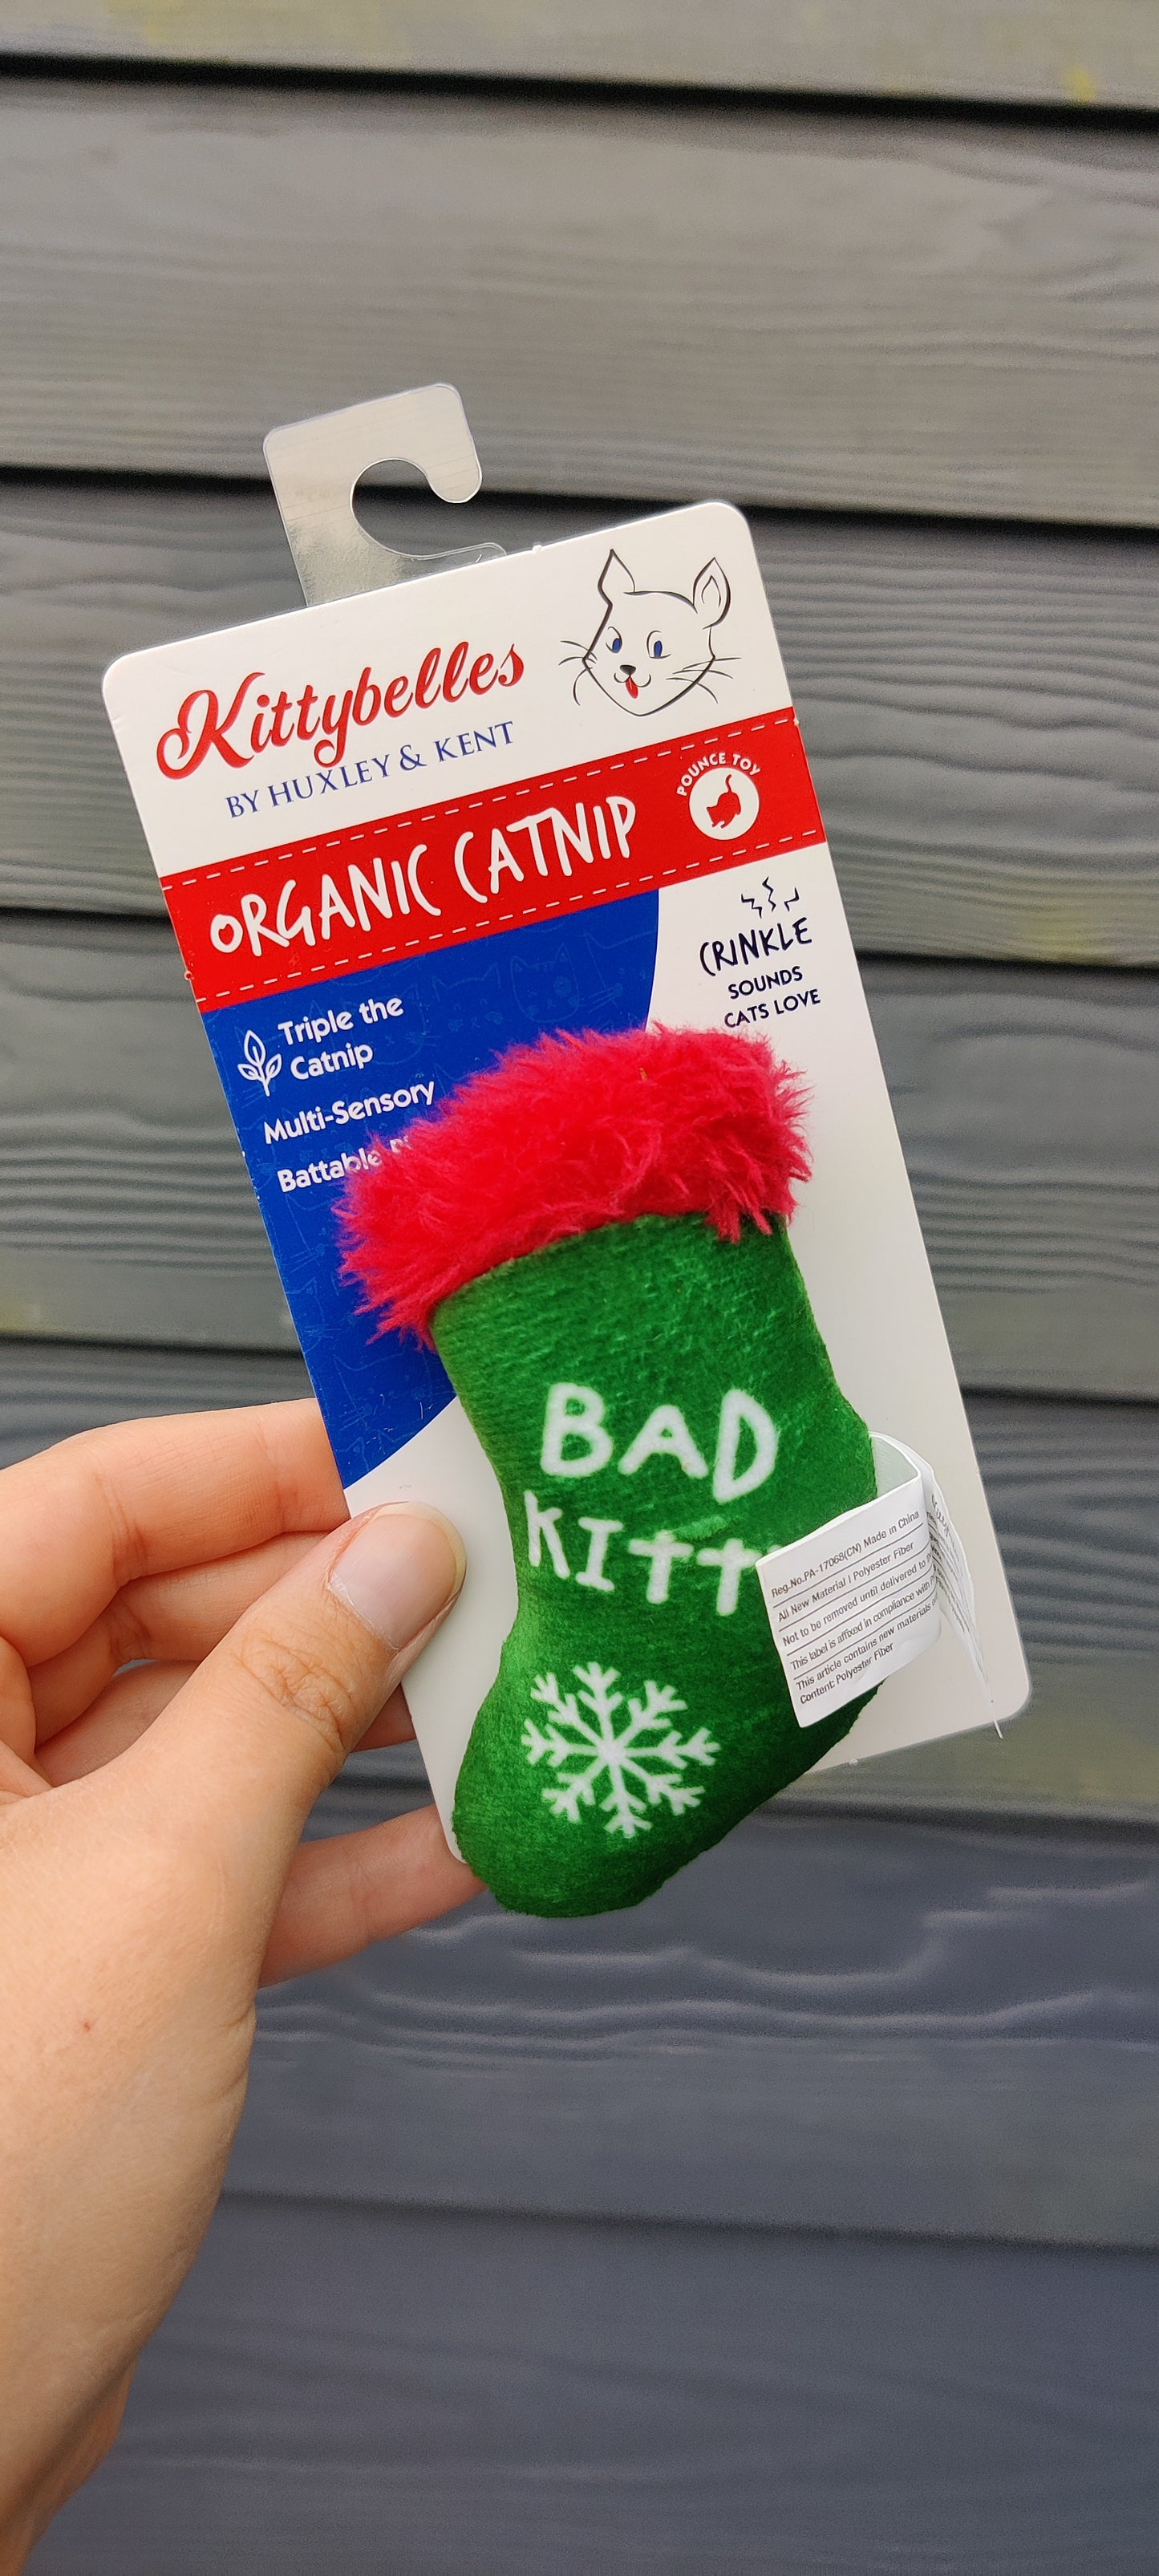 Kittybelles
BY HUXLEY & KENT
ORGANIC CATNIP
POUNCE TOY
CRINKLE
SOUNDS
CATS LOVE
Triple the
Catnip
Multi-Sensory
Battable
BAD
KITT
Reg.No.PA-17068(CN) Made in China
All New Material | Polyester Fiber
Not to be removed until delivered to
This label is affixed in compliance with
This article contains new materials
Content: Polyester Fiber